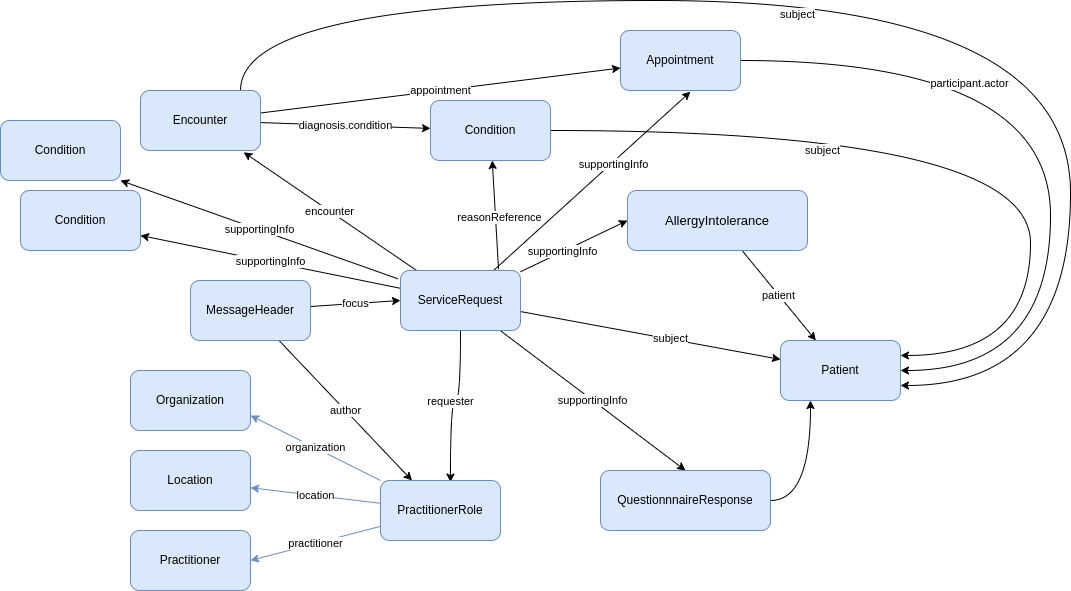 subject
Appointment
participant.actor
appointment
Encounter
diagnosis.condition
Condition
Condition
subject
supportingInfo
Condition
encounter
reasonReference
AllergyIntolerance
supportingInfo
supportingInfo
supportingInfo
MessageHeader
focus
ServiceRequest
patient
subject
Patient
Organization
author
requester
supportingInfo
organization
Location
location
PractitionerRole
QuestionnnaireResponse
practitioner
Practitioner